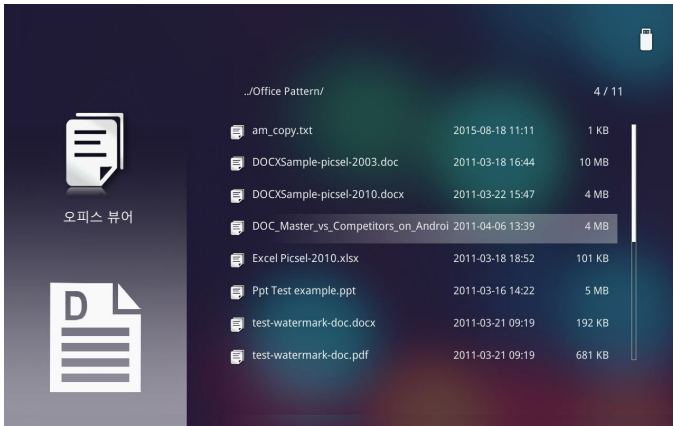 ../Office Pattern/ 4 / 11
am_copy.txt 2015-08-18 11:11 1 KB
DOCXSample-picsel-2003.doc 2011-03-18 16:44 10 MB
DOCXSample-picsel-2010.docx 2011-03-22 15:47 4 MB
오피스 뷰어
DOC_Master_vs_Competitors_on_Androi 2011-04-06 13:39 4 MB
Excel Picsel-2010.xlsx 2011-03-18 18:52 101 KB
Ppt Test example.ppt 2011-03-16 14:22 5 MB
D
test-watermark-doc.docx 2011-03-21 09:19 192 KB
test-watermark-doc.pdf 2011-03-21 09:19 681 KB